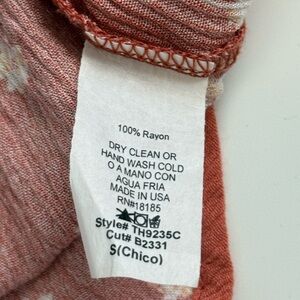 100% Rayon
DRY CLEAN OR
HAND WASH COLD
O A MANO CON
AGUA FRIA
MADE IN USA
RN#18185
Style# TH9235C
Cut# B2331
S(Chico)